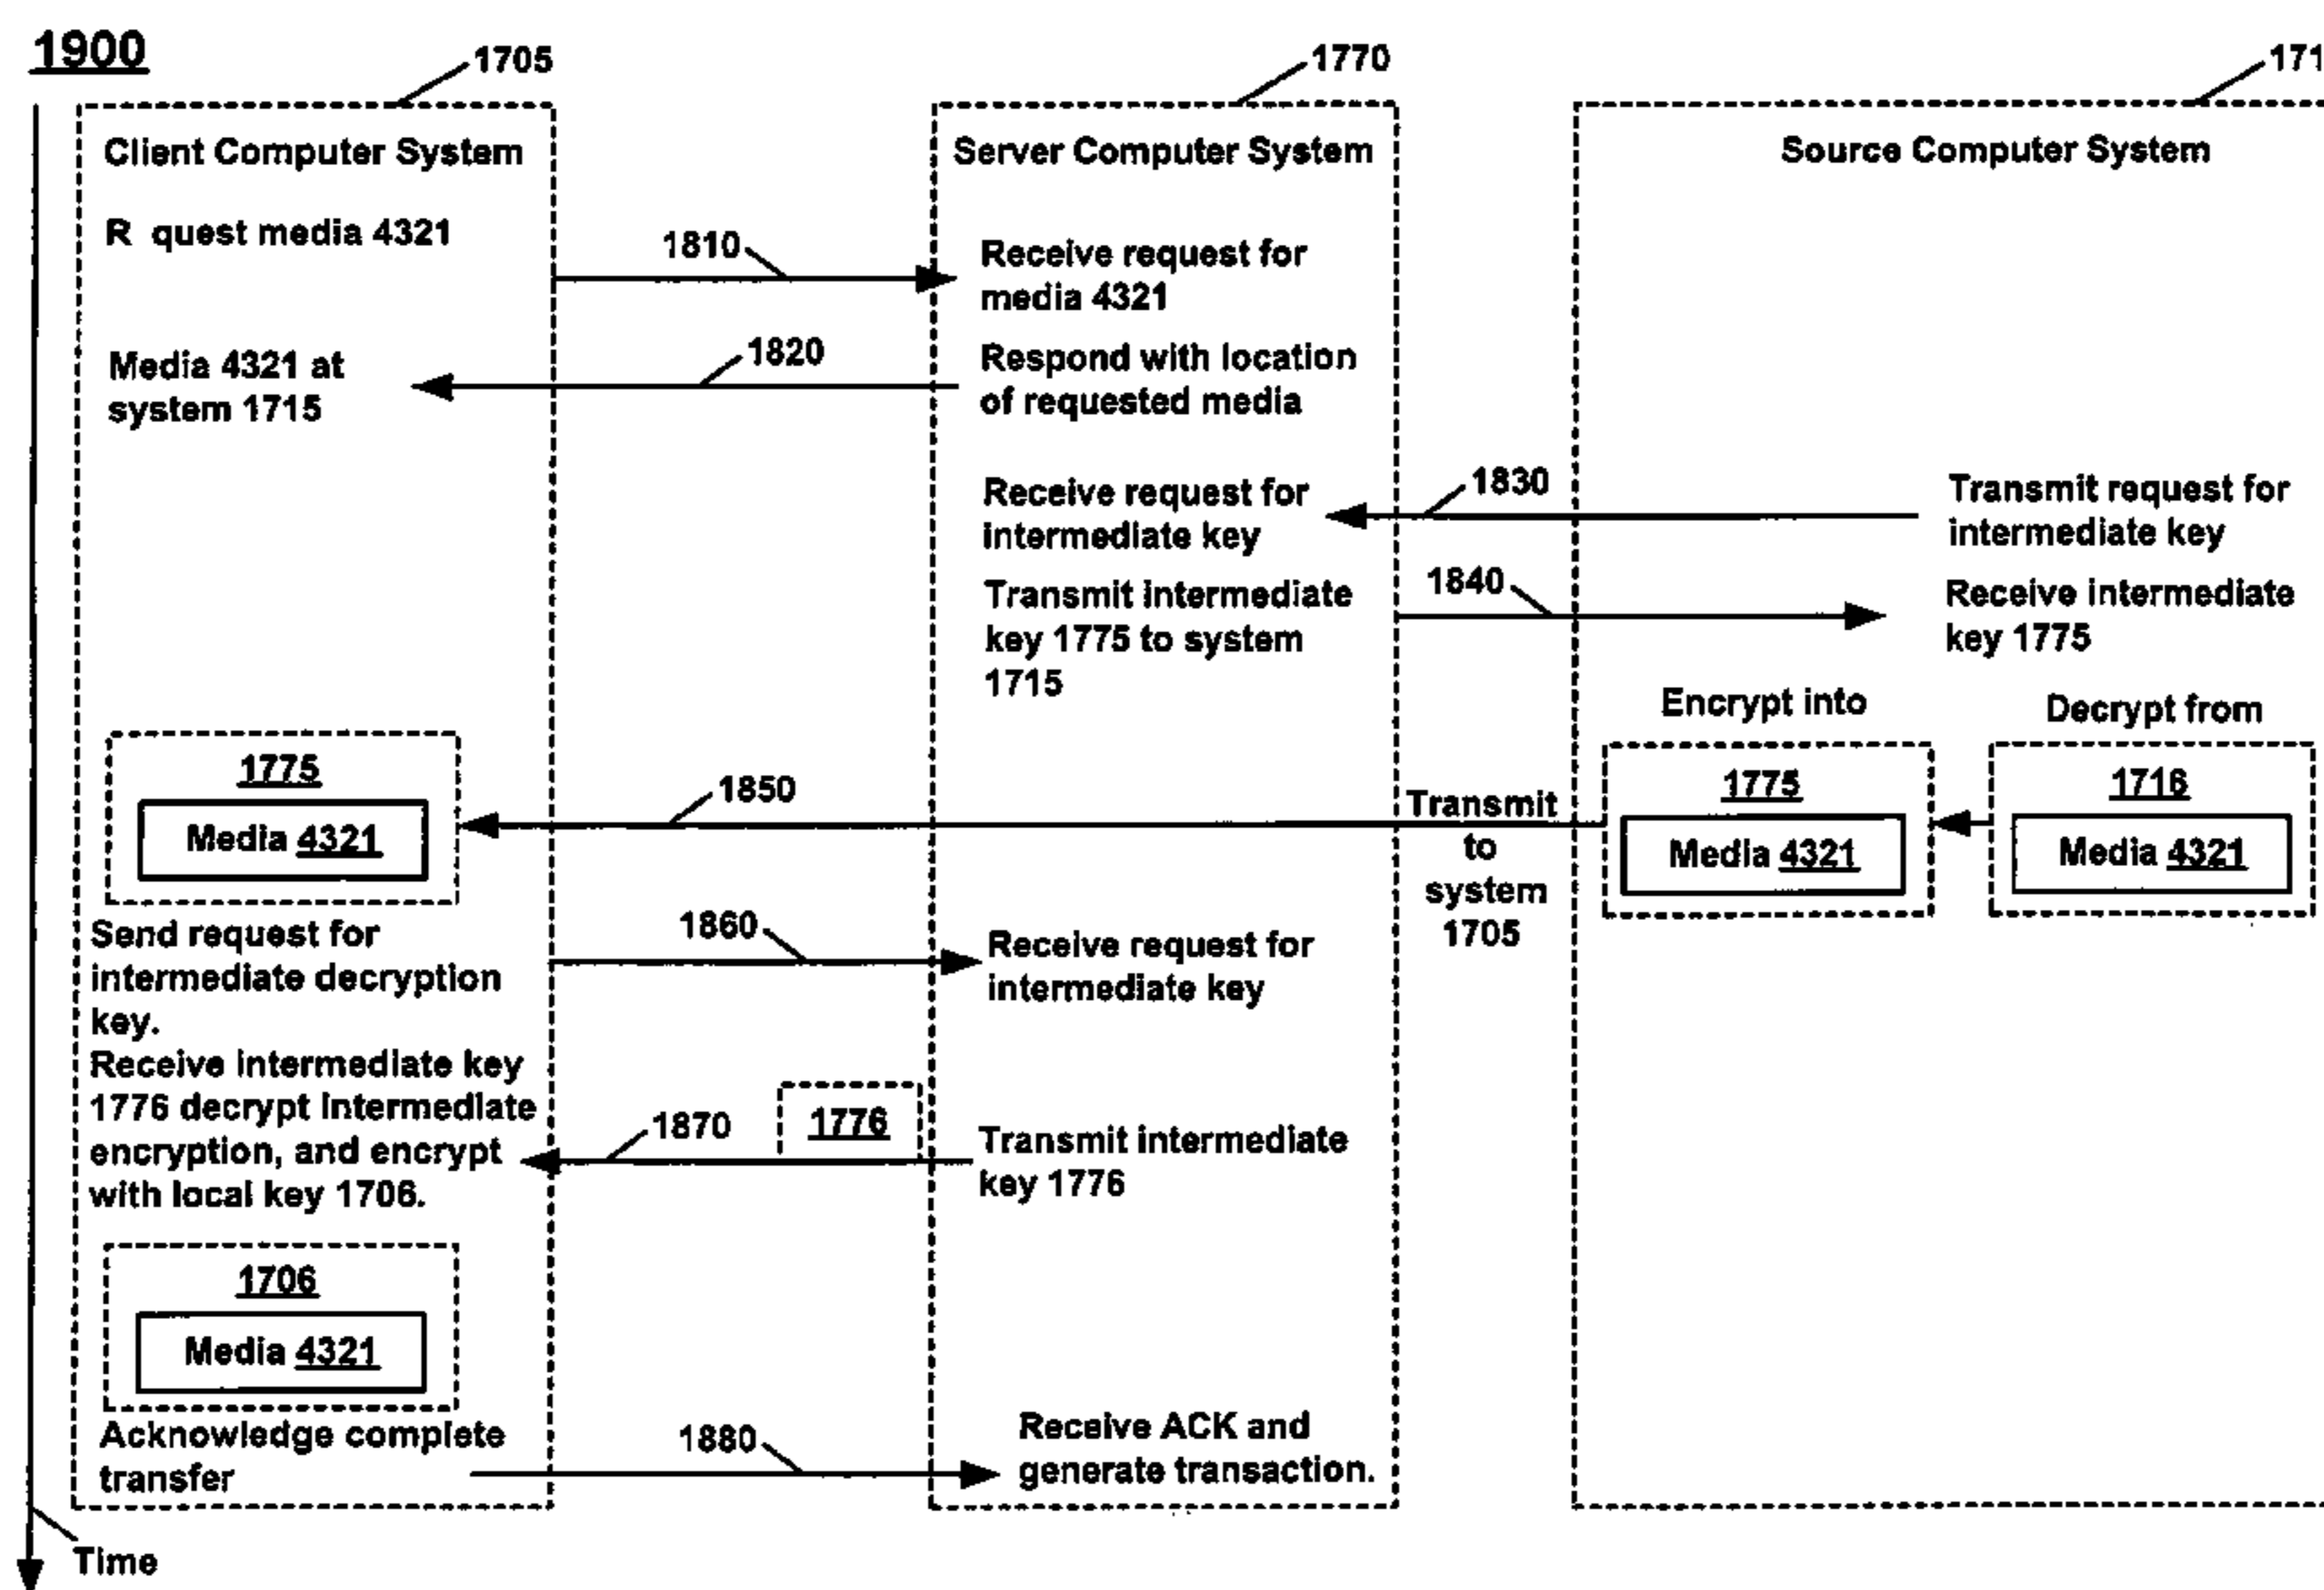 1900
1705
1770
171
Client Computer System
Server Computer System
Source Computer System
R quest media 4321
1810
Receive request for
media 4321
Media 4321 at
system 1715
1820
Respond with location
of requested media
Receive request for
intermediate key
1830
Transmit request for
intermediate key
Transmit intermediate
key 1775 to system
1715
1840
Receive intermediate
key 1775
Encrypt into
Decrypt from
1775
Media 4321
1850
Transmit
to
system
1705
1775
Media 4321
1716
Media 4321
Send request for
intermediate decryption
key.
1860
Receive request for
intermediate key
Receive intermediate key
1776 decrypt intermediate
encryption, and encrypt
with local key 1706.
1870
1776
Transmit intermediate
key 1776
1706
Media 4321
Acknowledge complete
transfer
1880
Receive ACK and
generate transaction.
Time